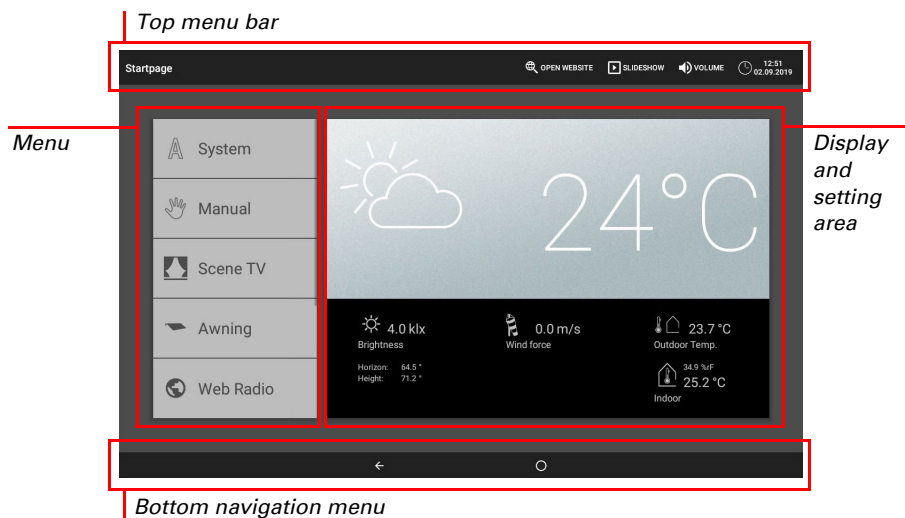 Top menu bar
Startpage
OPEN WEBSITE
SLIDESHOW
VOLUME
12:51
02.09.2019
Menu
Display
and
setting
area
System
Manual
Scene TV
Awning
Web Radio
24°C
4.0 klx
Brightness
Horizon: 64.5 °
Height: 71.2 °
0.0 m/s
Wind force
23.7 °C
Outdoor Temp.
34.9 %rF
25.2 °C
Indoor
Bottom navigation menu